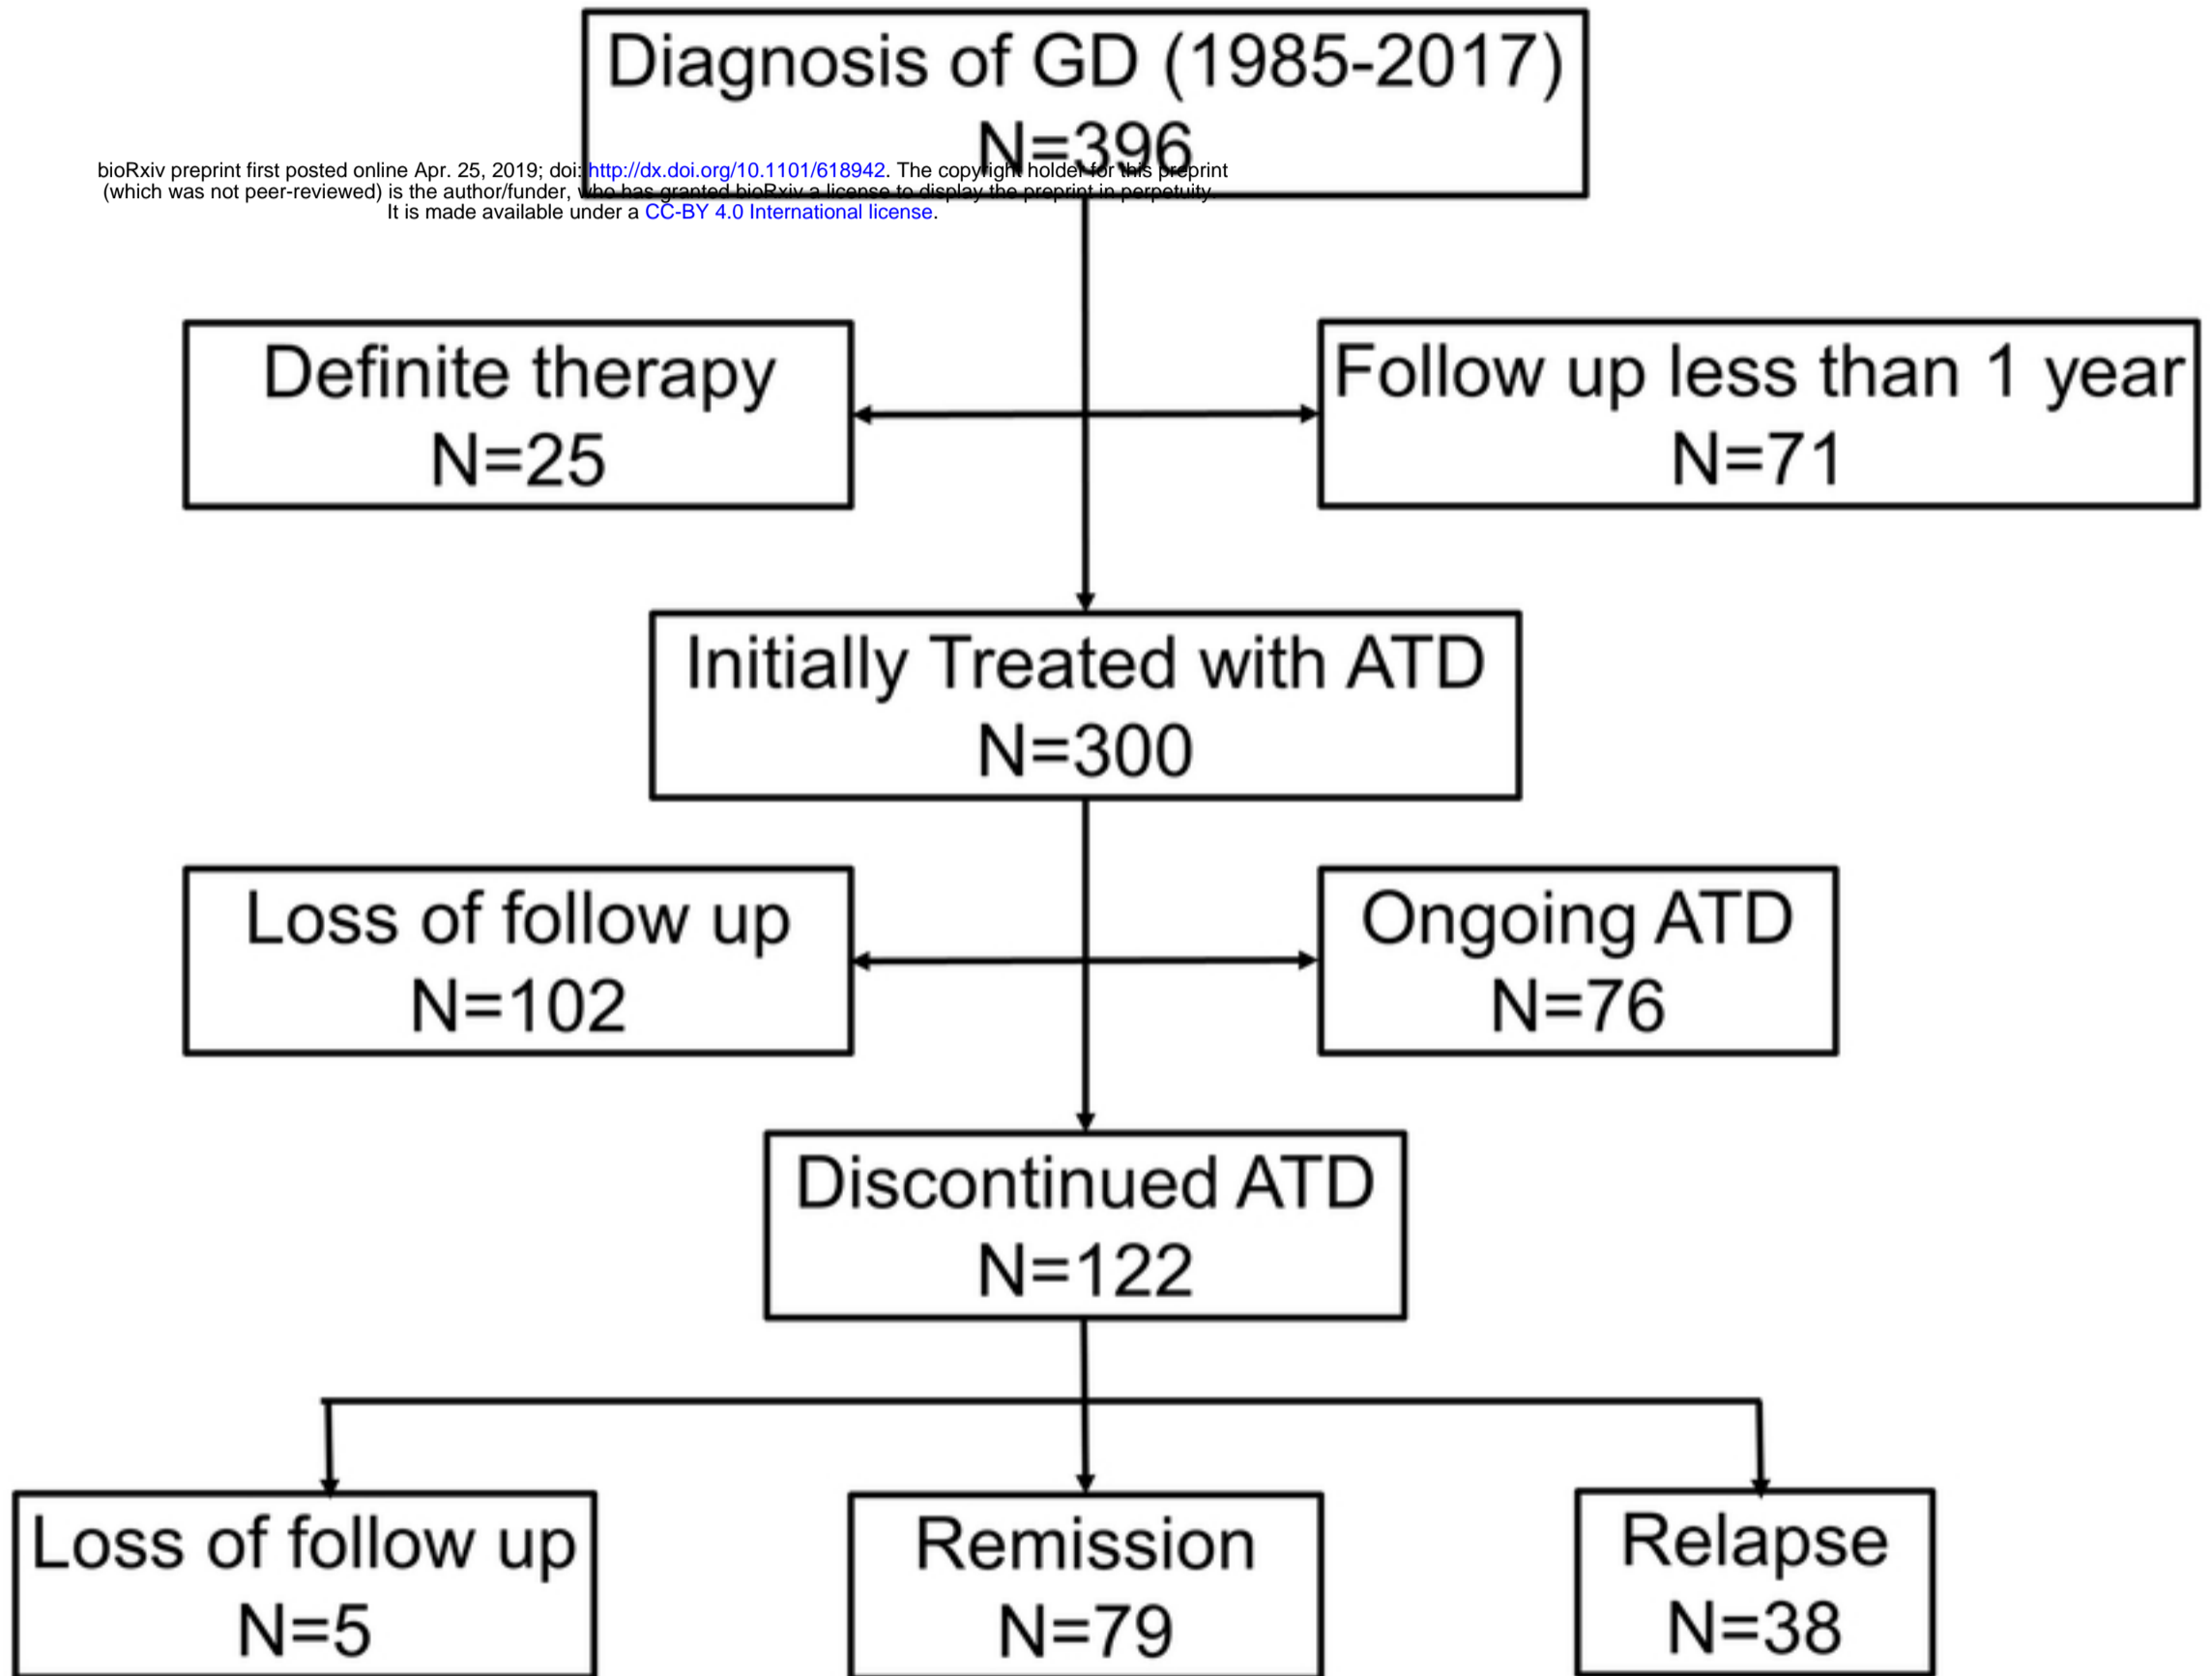 Diagnosis of GD (1985-2017)
N=396
bioRxiv preprint first posted online Apr. 25, 2019; doi: http://dx.doi.org/10.1101/618942. The copyright holder for this preprint
(which was not peer-reviewed) is the author/funder, who has granted bioRxiv a license to display the preprint in perpetuity.
It is made available under a CC-BY 4.0 International license.
Definite therapy
N=25
Follow up less than 1 year
N=71
Initially Treated with ATD
N=300
Loss of follow up
N=102
Ongoing ATD
N=76
Discontinued ATD
N=122
Loss of follow up
N=5
Remission
N=79
Relapse
N=38